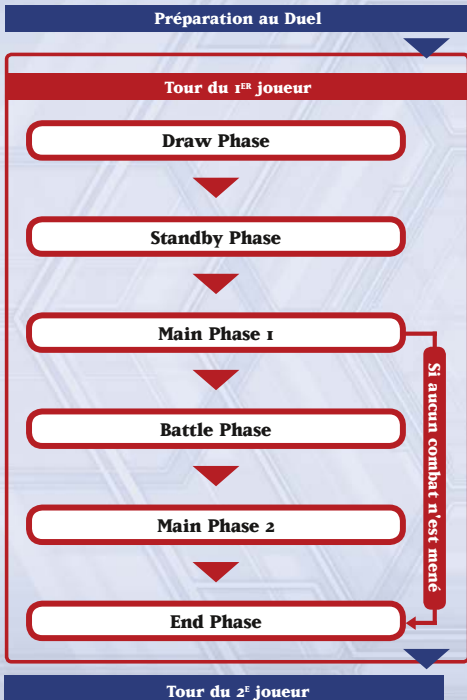 Préparation au Duel
Tour du 1ER joueur
Draw Phase
Standby Phase
Main Phase 1
Si aucun combat n'est mené
Battle Phase
Main Phase 2
End Phase
Tour du 2E joueur